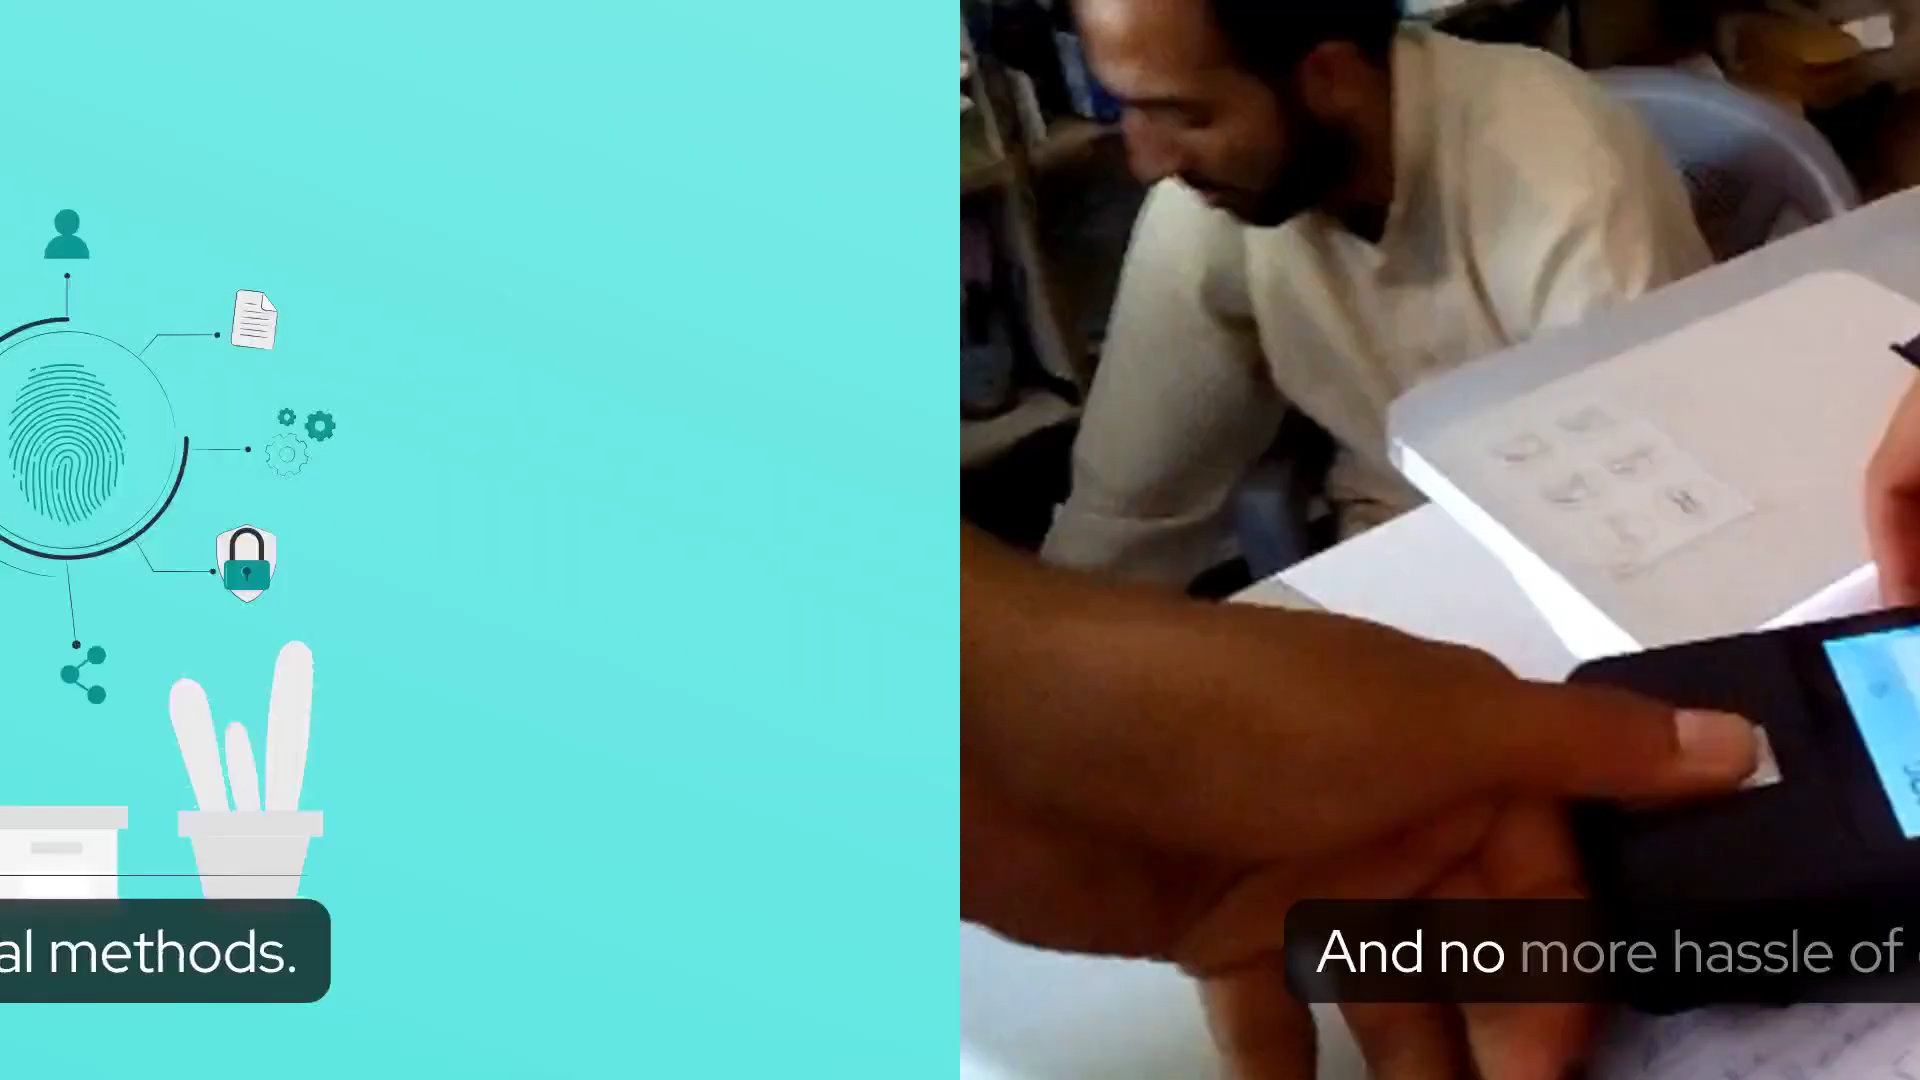 al methods.
And no more hassle of